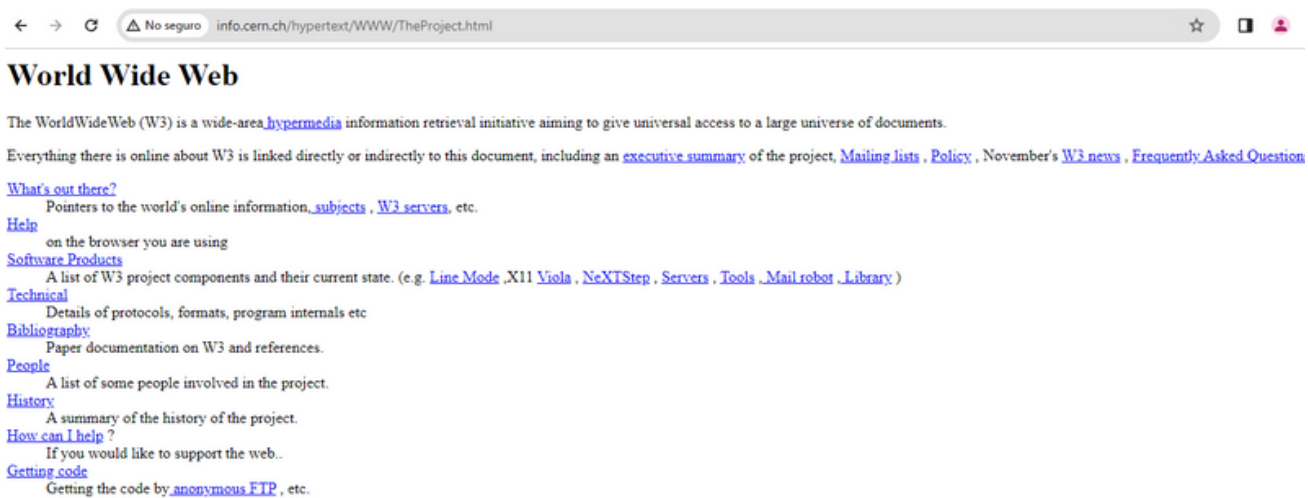 No seguro info.cern.ch/hypertext/WWW/TheProject.html
World Wide Web
The WorldWideWeb (W3) is a wide-area hypermedia information retrieval initiative aiming to give universal access to a large universe of documents.
Everything there is online about W3 is linked directly or indirectly to this document, including an executive summary of the project, Mailing lists , Policy , November's W3 news , Frequently Asked Question
What's out there?
Pointers to the world's online information, subjects , W3 servers, etc.
Help
on the browser you are using
Software Products
A list of W3 project components and their current state. (e.g. Line Mode ,X11 Viola , NeXTStep , Servers , Tools , Mail robot , Library )
Technical
Details of protocols, formats, program internals etc
Bibliography
Paper documentation on W3 and references.
People
A list of some people involved in the project.
History
A summary of the history of the project.
How can I help ?
If you would like to support the web..
Getting code
Getting the code by anonymous FTP , etc.